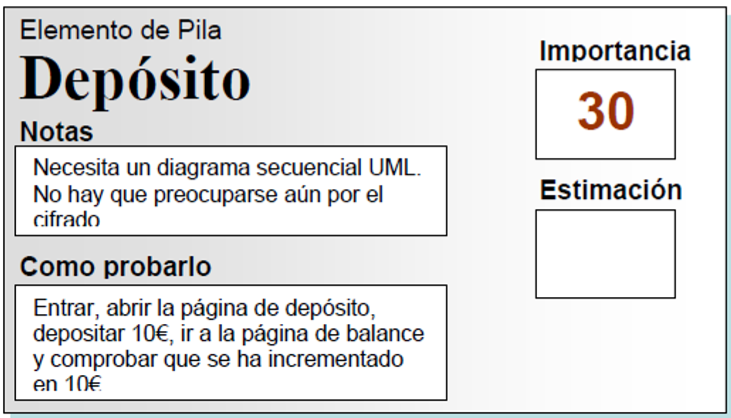 Elemento de Pila
Depósito
Notas
Necesita un diagrama secuencial UML.
No hay que preocuparse aún por el
cifrado
Como probarlo
Entrar, abrir la página de depósito,
depositar 10€, ir a la página de balance
y comprobar que se ha incrementado
en 10€
Importancia
30
Estimación